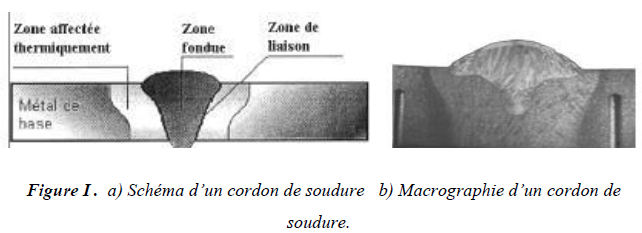 Zone affectée
thermiquement
Zone
fondue
Zone de
liaison
Métal de
base
Figure I . a) Schéma d'un cordon de soudure b) Macrographie d'un cordon de
soudure.